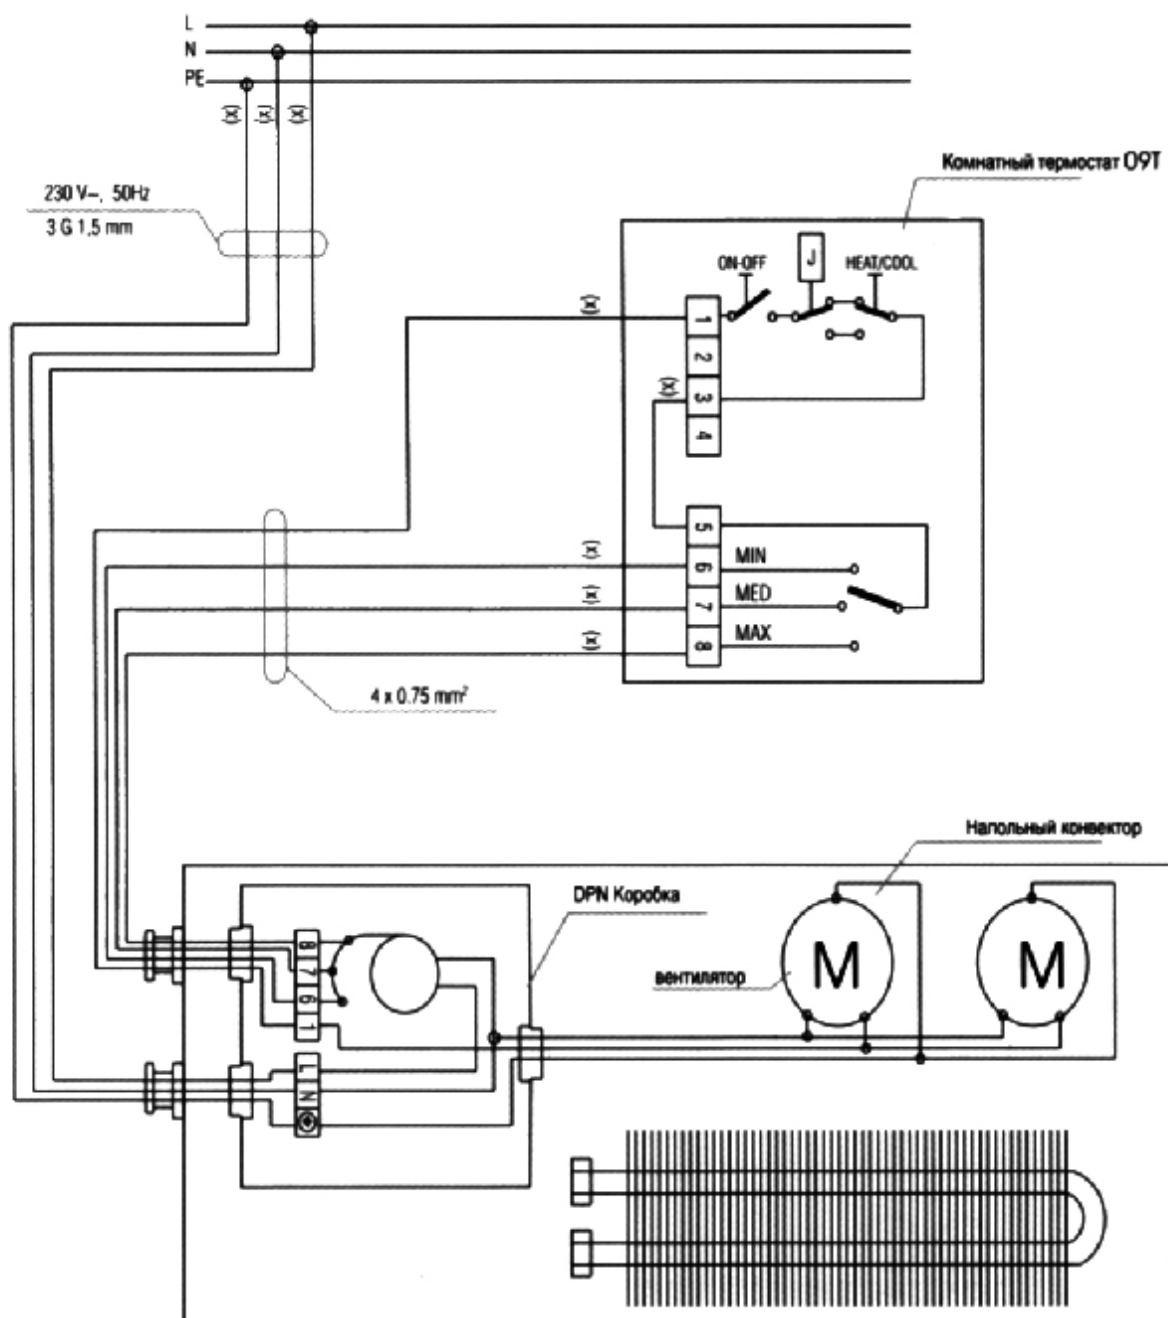 L
N
PE
(x) (x) (x)
230 V~, 50Hz
3 G 1,5 mm
Комнатный термостат 09T
ON-OFF
J
HEAT/COOL
(x)
1
2
(x)
3
4
5
(x)
6
MIN
(x)
7
MED
(x)
8
MAX
4 x 0.75 mm²
Напольный конвектор
DPN Коробка
вентилятор
M
M
8
7
6
1
L
N